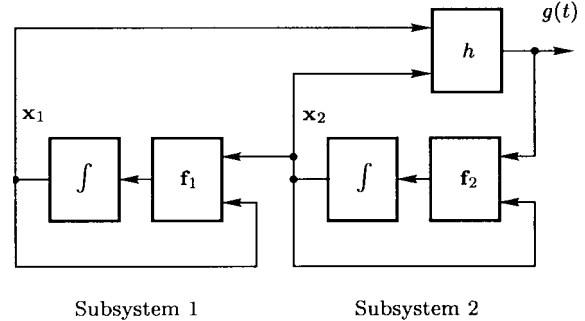 g(t)
h
x₁
x₂
∫
f₁
∫
f₂
Subsystem 1
Subsystem 2